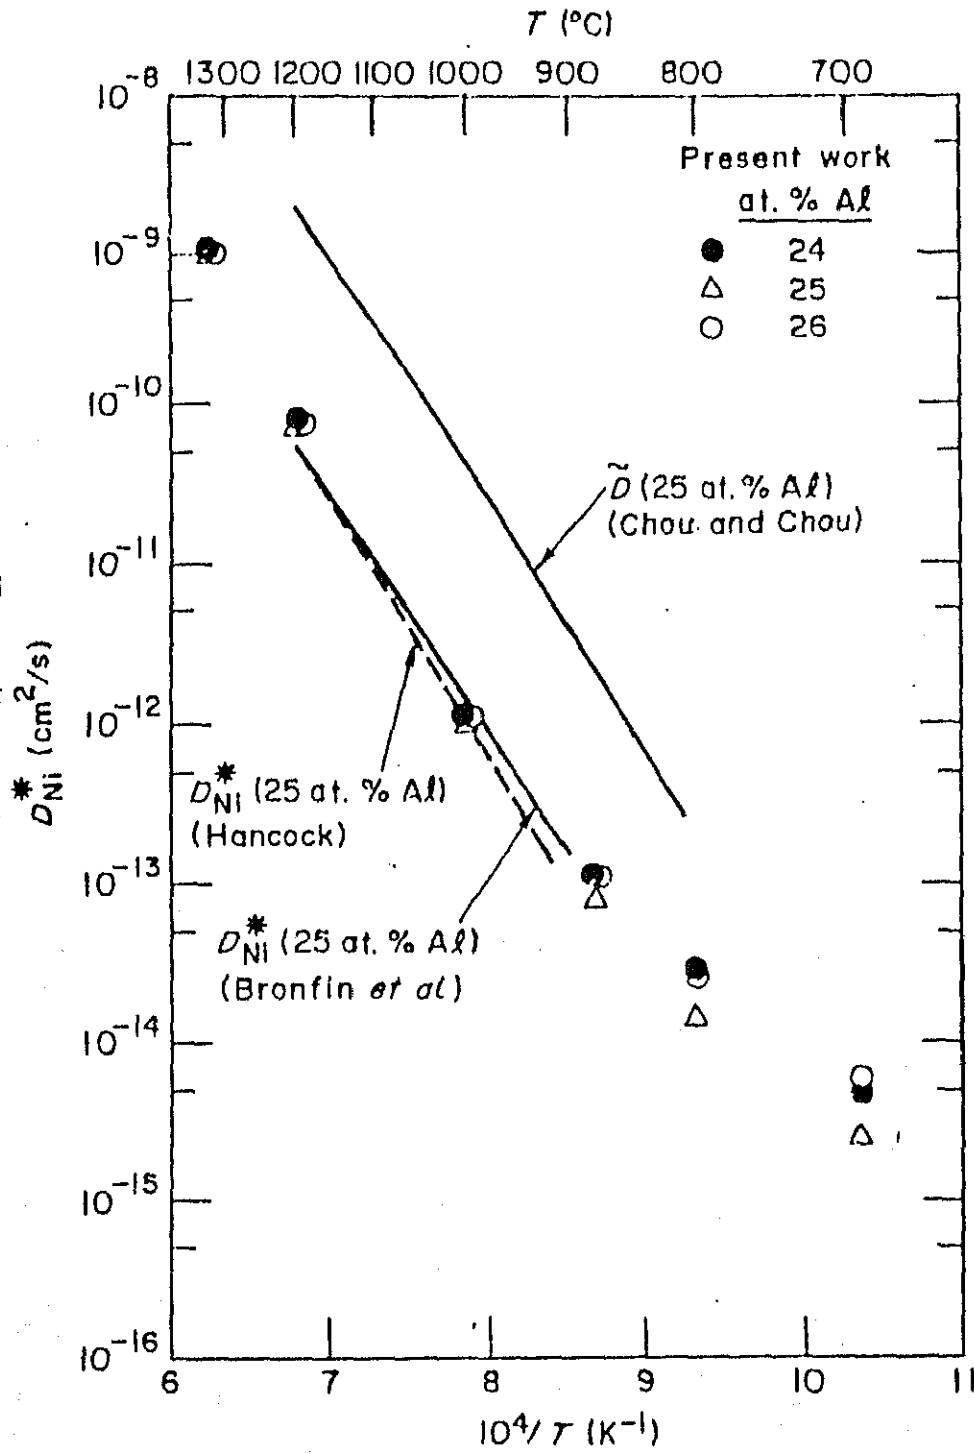 T (°C)
1300 1200 1100 1000 900 800 700
10⁻⁸
Present work
at. % Al
24
25
26
10⁻⁹
10⁻¹⁰
D̃ (25 at. % Al)
(Chou and Chou)
10⁻¹¹
10⁻¹²
D*Ni (25 at. % Al)
(Hancock)
10⁻¹³
D*Ni (25 at. % Al)
(Bronfin et al)
10⁻¹⁴
10⁻¹⁵
10⁻¹⁶
D*Ni (cm²/s)
6 7 8 9 10 11
10⁴/T (K⁻¹)